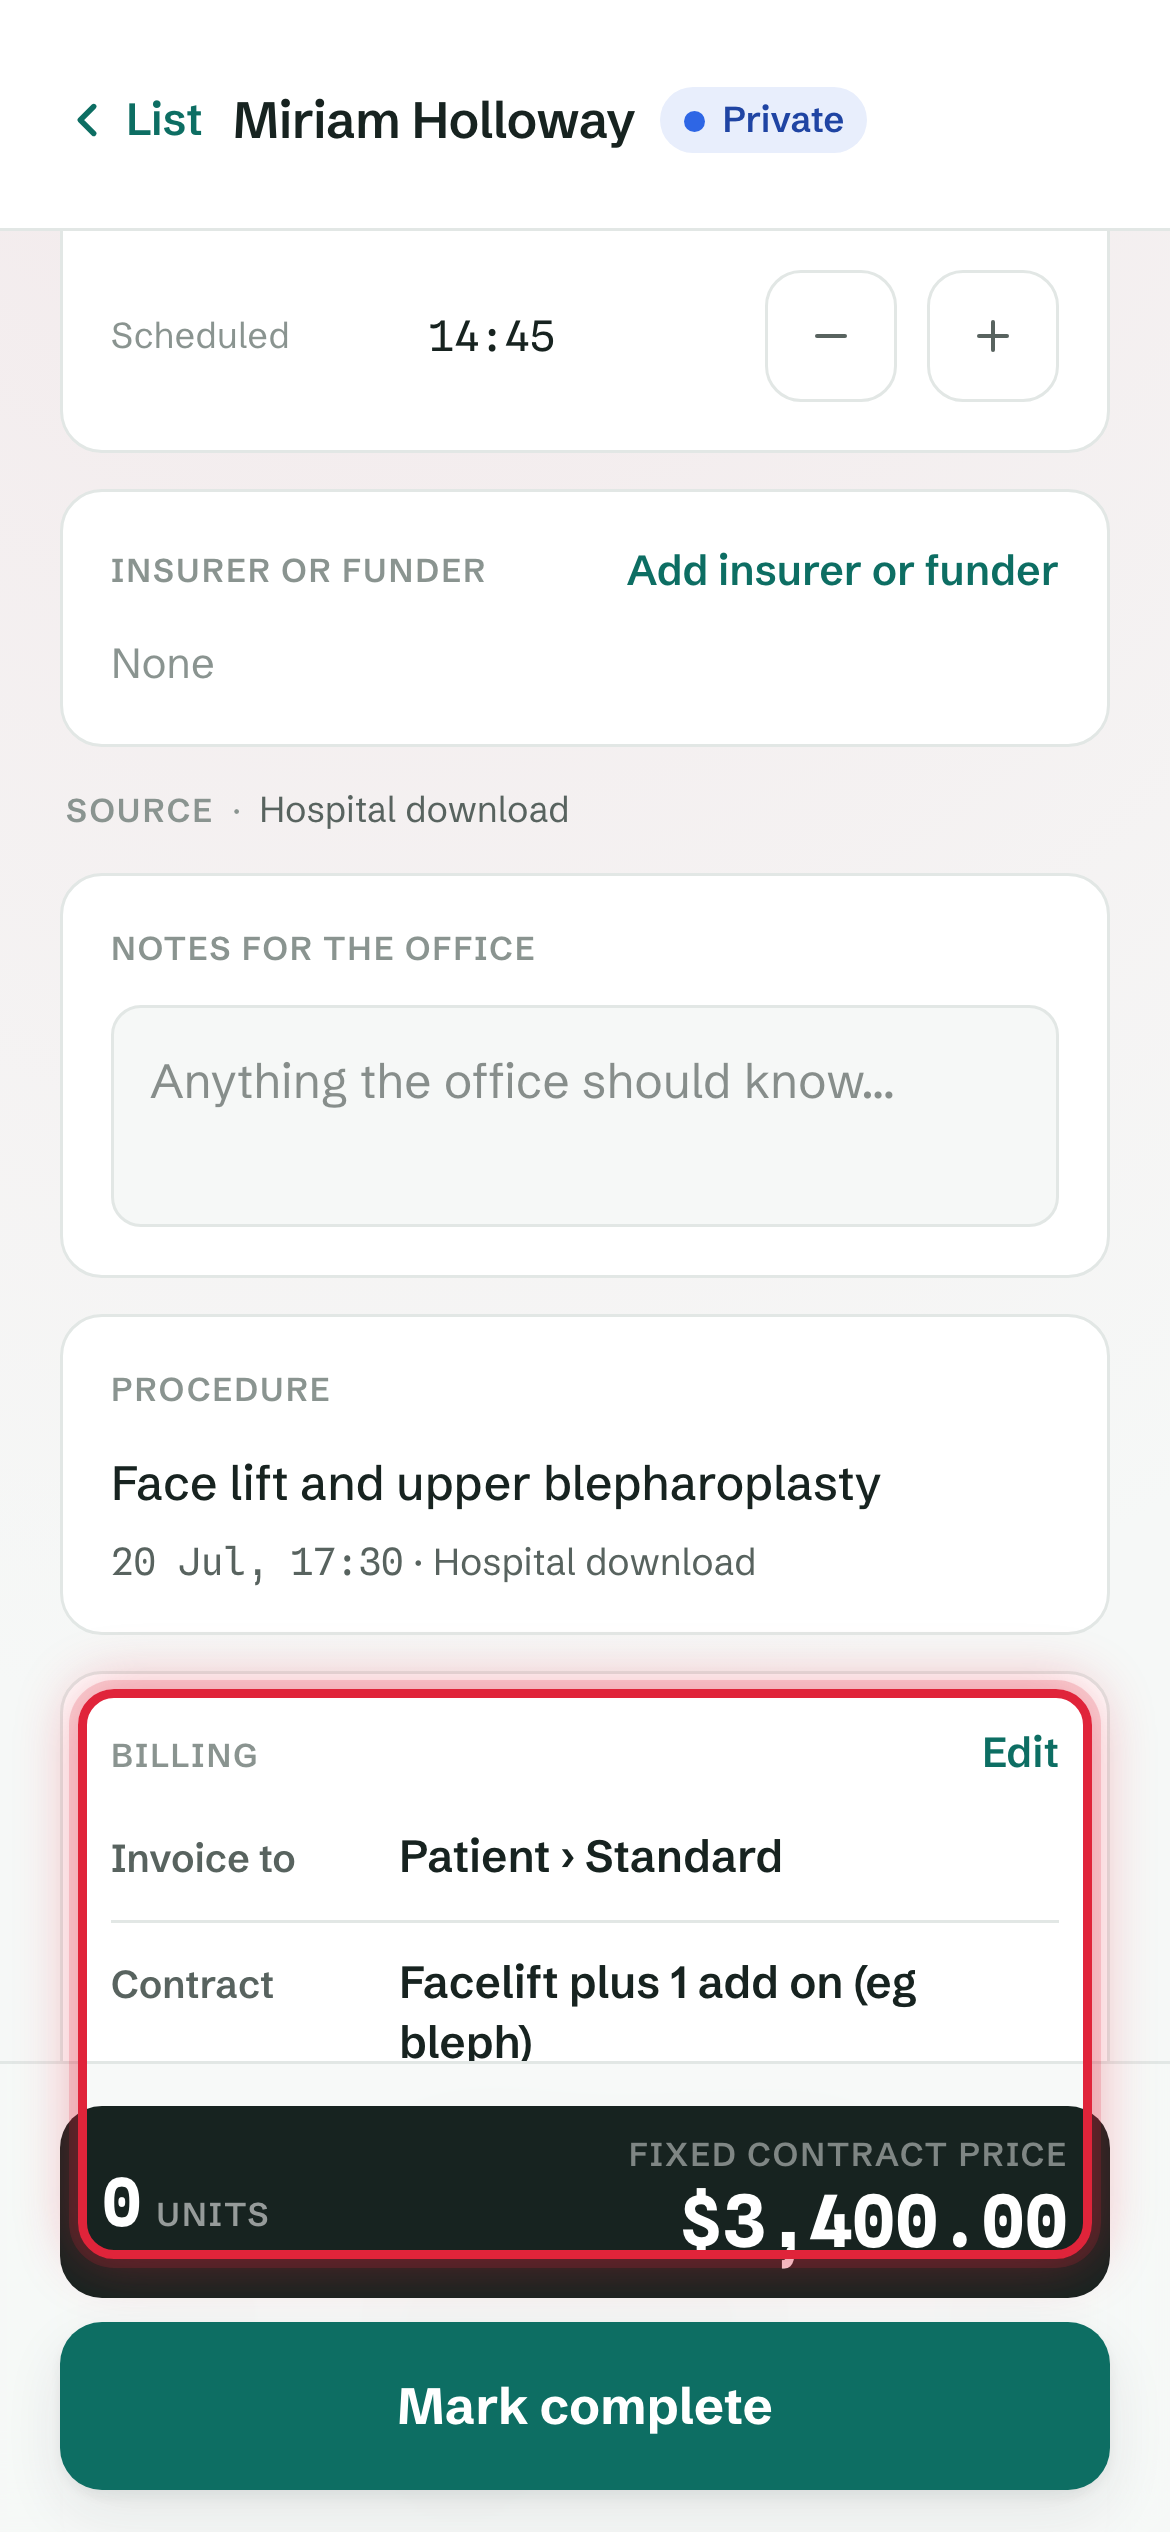 List Miriam Holloway Private
Scheduled 14:45
INSURER OR FUNDER Add insurer or funder
None
SOURCE · Hospital download
NOTES FOR THE OFFICE
Anything the office should know...
PROCEDURE
Face lift and upper blepharoplasty
20 Jul, 17:30 · Hospital download
BILLING Edit
Invoice to Patient › Standard
Contract Facelift plus 1 add on (eg
bleph)
FIXED CONTRACT PRICE
0 UNITS $3,400.00
Mark complete